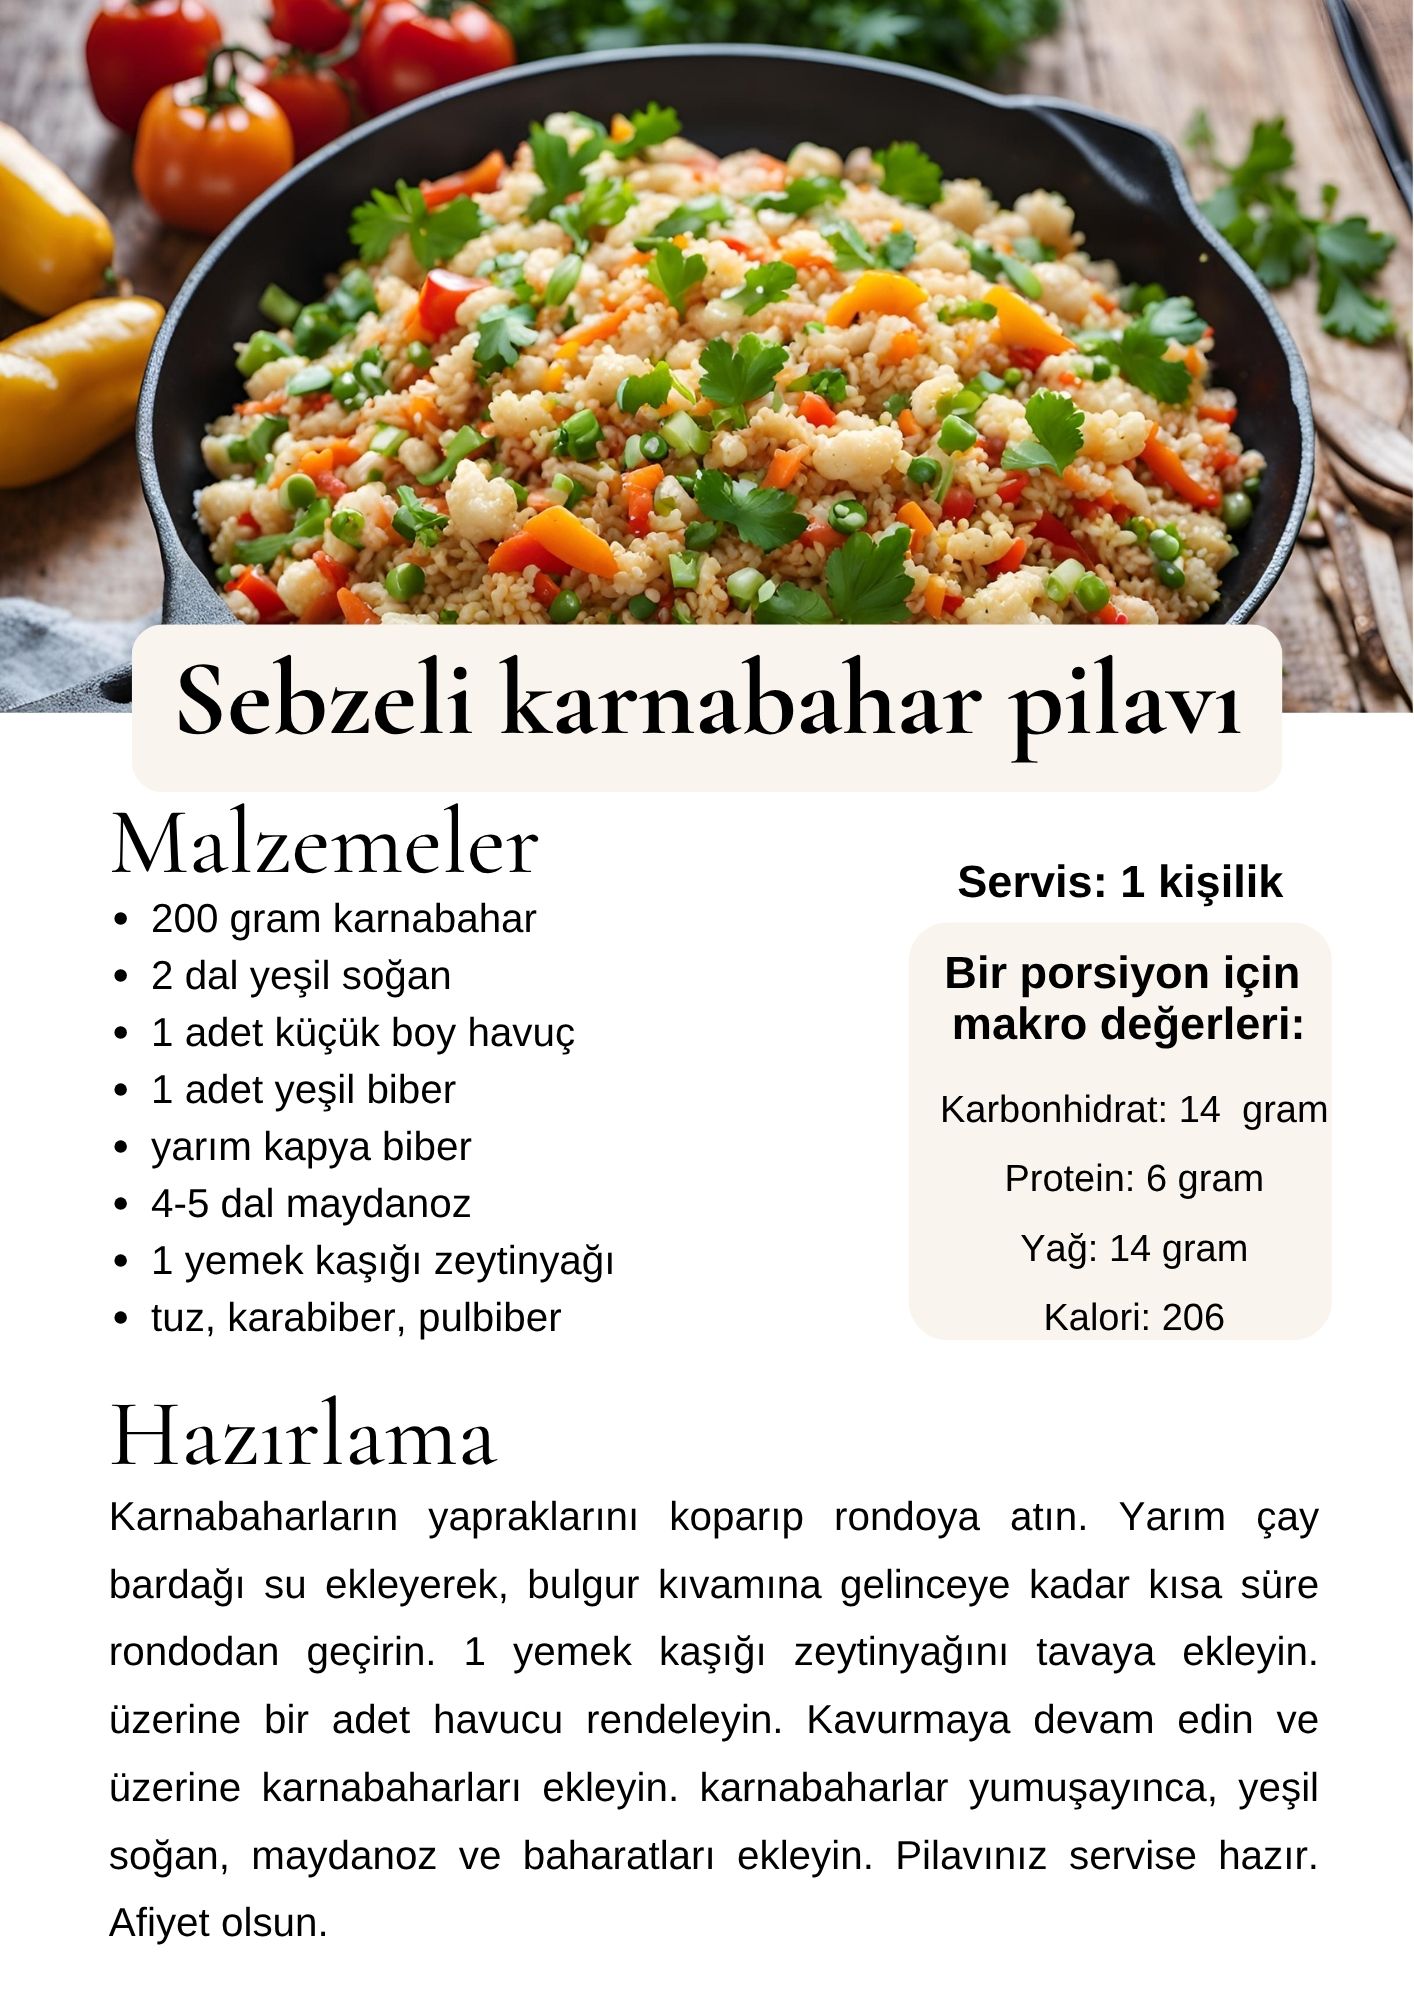 Sebzeli karnabahar pilavı
Malzemeler
200 gram karnabahar
2 dal yeşil soğan
1 adet küçük boy havuç
1 adet yeşil biber
yarım kapya biber
4-5 dal maydanoz
1 yemek kaşığı zeytinyağı
tuz, karabiber, pulbiber
Servis: 1 kişilik
Bir porsiyon için
makro değerleri:
Karbonhidrat: 14  gram
Protein: 6 gram
Yağ: 14 gram
Kalori: 206
Hazırlama
Karnabaharların yapraklarını koparıp rondoya atın. Yarım çay
bardağı su ekleyerek, bulgur kıvamına gelinceye kadar kısa süre
rondodan geçirin. 1 yemek kaşığı zeytinyağını tavaya ekleyin.
üzerine bir adet havucu rendeleyin. Kavurmaya devam edin ve
üzerine karnabaharları ekleyin. karnabaharlar yumuşayınca, yeşil
soğan, maydanoz ve baharatları ekleyin. Pilavınız servise hazır.
Afiyet olsun.